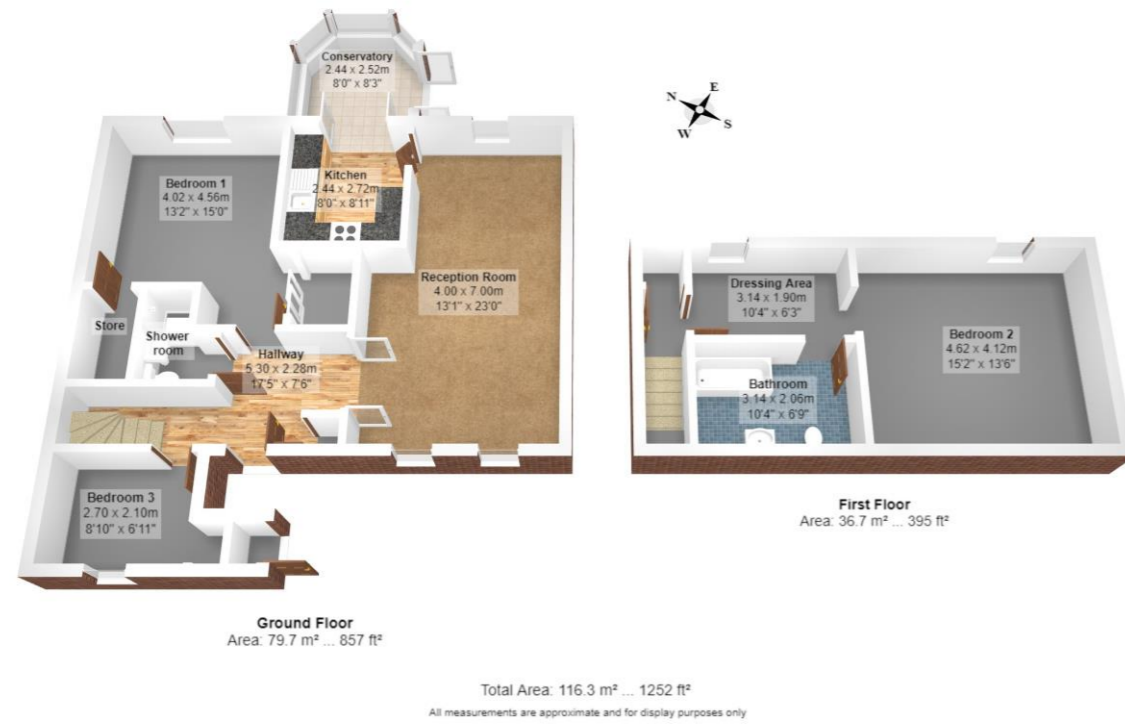 Conservatory
2.44 x 2.52m
8'0" x 8'3"
N
E
W
S
Bedroom 1
4.02 x 4.56m
13'2" x 15'0"
Kitchen
2.44 x 2.72m
8'0" x 8'11"
Reception Room
4.00 x 7.00m
13'1" x 23'0"
Store
Shower
room
Hallway
5.30 x 2.28m
17'5" x 7'6"
Bedroom 3
2.70 x 2.10m
8'10" x 6'11"
Dressing Area
3.14 x 1.90m
10'4" x 6'3"
Bedroom 2
4.62 x 4.12m
15'2" x 13'6"
Bathroom
3.14 x 2.06m
10'4" x 6'9"
First Floor
Area: 36.7 m² ... 395 ft²
Ground Floor
Area: 79.7 m² ... 857 ft²
Total Area: 116.3 m² ... 1252 ft²
All measurements are approximate and for display purposes only